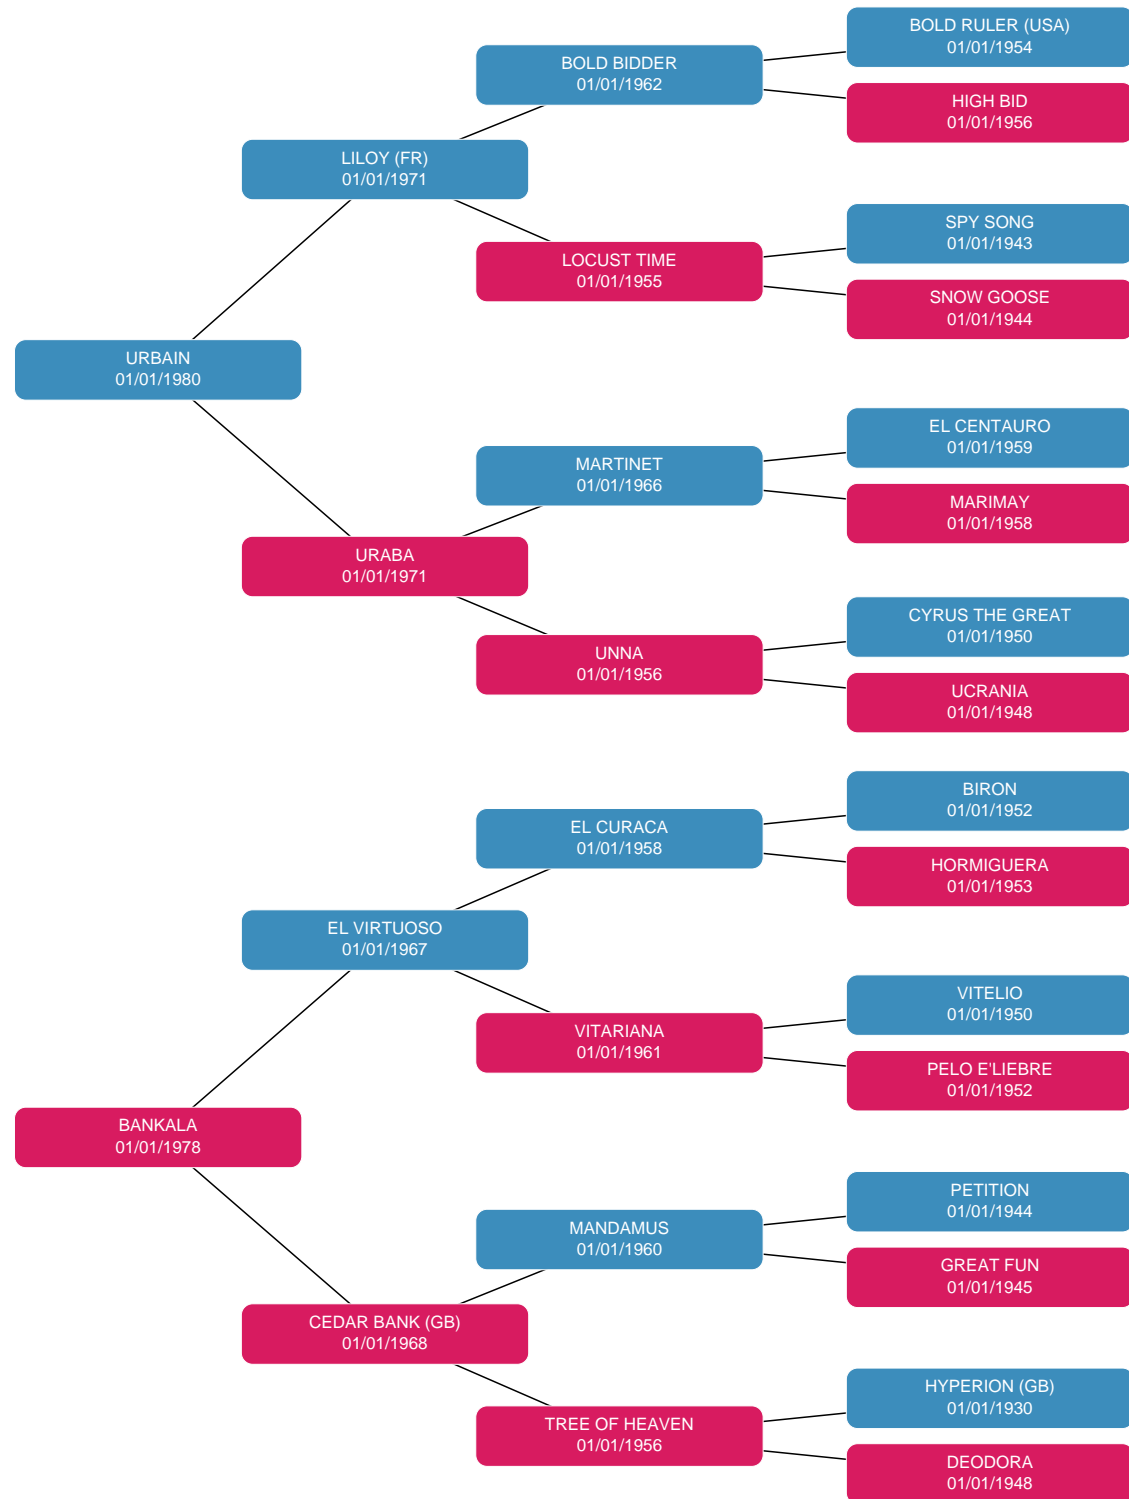 BOLD RULER (USA)
01/01/1954
BOLD BIDDER
01/01/1962
HIGH BID
01/01/1956
LILOY (FR)
01/01/1971
SPY SONG
01/01/1943
LOCUST TIME
01/01/1955
SNOW GOOSE
01/01/1944
URBAIN
01/01/1980
EL CENTAURO
01/01/1959
MARTINET
01/01/1966
MARIMAY
01/01/1958
URABA
01/01/1971
CYRUS THE GREAT
01/01/1950
UNNA
01/01/1956
UCRANIA
01/01/1948
BIRON
01/01/1952
EL CURACA
01/01/1958
HORMIGUERA
01/01/1953
EL VIRTUOSO
01/01/1967
VITELIO
01/01/1950
VITARIANA
01/01/1961
PELO E'LIEBRE
01/01/1952
BANKALA
01/01/1978
PETITION
01/01/1944
MANDAMUS
01/01/1960
GREAT FUN
01/01/1945
CEDAR BANK (GB)
01/01/1968
HYPERION (GB)
01/01/1930
TREE OF HEAVEN
01/01/1956
DEODORA
01/01/1948